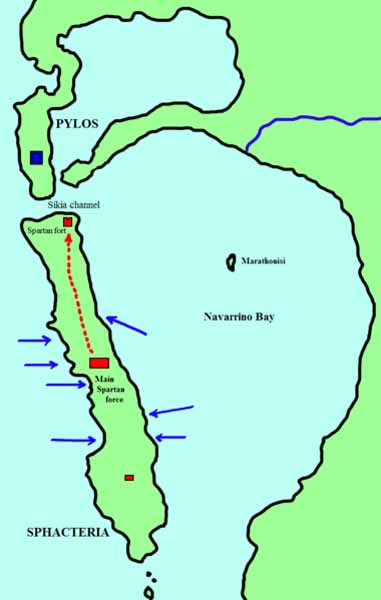 PYLOS
Sikia channel
Spartan fort
Marathonisi
Navarrino Bay
Main
Spartan
force
SPHACTERIA